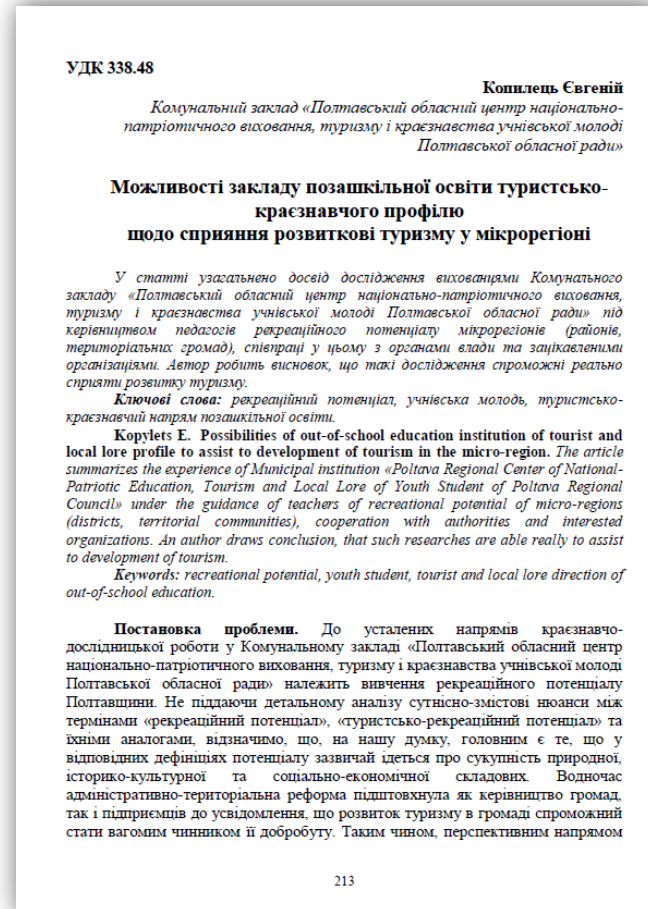 УДК 338.48
Копилець Євгеній
Комунальний заклад «Полтавський обласний центр національно-
патріотичного виховання, туризму і краєзнавства учнівської молоді
Полтавської обласної ради»
Можливості закладу позашкільної освіти туристсько-
краєзнавчого профілю
щодо сприяння розвиткові туризму у мікрорегіоні
У статті узагальнено досвід дослідження вихованцями Комунального
закладу «Полтавський обласний центр національно-патріотичного виховання,
туризму і краєзнавства учнівської молоді Полтавської обласної ради» під
керівництвом педагогів рекреаційного потенціалу мікрорегіонів (районів,
територіальних громад), співпраці у цьому з органами влади та зацікавленими
організаціями. Автор робить висновок, що такі дослідження спроможні реально
сприяти розвитку туризму.
Ключові слова: рекреаційний потенціал, учнівська молодь, туристсько-
краєзнавчий напрям позашкільної освіти.
Kopylets E. Possibilities of out-of-school education institution of tourist and
local lore profile to assist to development of tourism in the micro-region. The article
summarizes the experience of Municipal institution «Poltava Regional Center of National-
Patriotic Education, Tourism and Local Lore of Youth Student of Poltava Regional
Council» under the guidance of teachers of recreational potential of micro-regions
(districts, territorial communities), cooperation with authorities and interested
organizations. An author draws conclusion, that such researches are able really to assist
to development of tourism.
Keywords: recreational potential, youth student, tourist and local lore direction of
out-of-school education.
Постановка проблеми. До усталених напрямів краєзнавчо-
дослідницької роботи у Комунальному закладі «Полтавський обласний центр
національно-патріотичного виховання, туризму і краєзнавства учнівської молоді
Полтавської обласної ради» належить вивчення рекреаційного потенціалу
Полтавщини. Не піддаючи детальному аналізу сутнісно-змістові нюанси між
термінами «рекреаційний потенціал», «туристсько-рекреаційний потенціал» та
їхніми аналогами, відзначимо, що, на нашу думку, головним є те, що у
відповідних дефініціях потенціалу зазвичай ідеться про сукупність природної,
історико-культурної та соціально-економічної складових. Водночас
адміністративно-територіальна реформа підштовхнула як керівництво громад,
так і підприємців до усвідомлення, що розвиток туризму в громаді спроможний
стати вагомим чинником її добробуту. Таким чином, перспективним напрямом
213